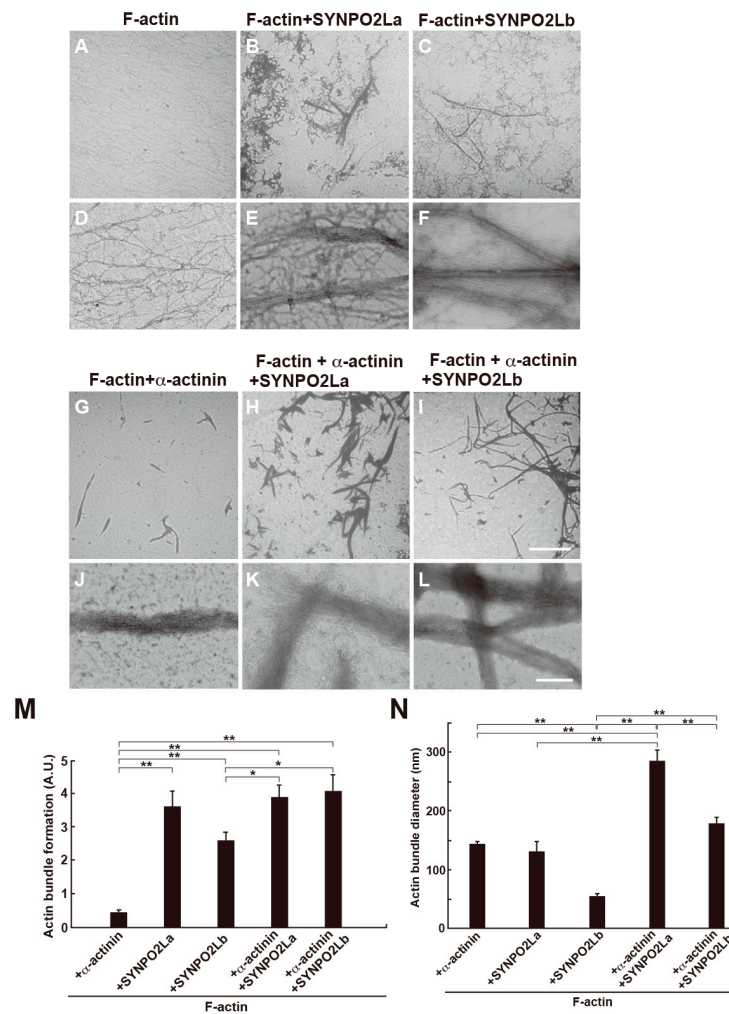 F-actin
F-actin+SYNPO2La
F-actin+SYNPO2Lb
A
B
C
D
E
F
F-actin+α-actinin
F-actin + α-actinin
+SYNPO2La
F-actin + α-actinin
+SYNPO2Lb
G
H
I
J
K
L
M
Actin bundle formation (A.U.)
5
4
3
2
1
0
**
**
**
**
*
*
+α-actinin
+SYNPO2La
+SYNPO2Lb
+α-actinin
+SYNPO2La
+α-actinin
+SYNPO2Lb
F-actin
N
Actin bundle diameter (nm)
300
200
150
100
0
**
**
**
**
**
**
+α-actinin
+SYNPO2La
+SYNPO2Lb
+α-actinin
+SYNPO2La
+α-actinin
+SYNPO2Lb
F-actin